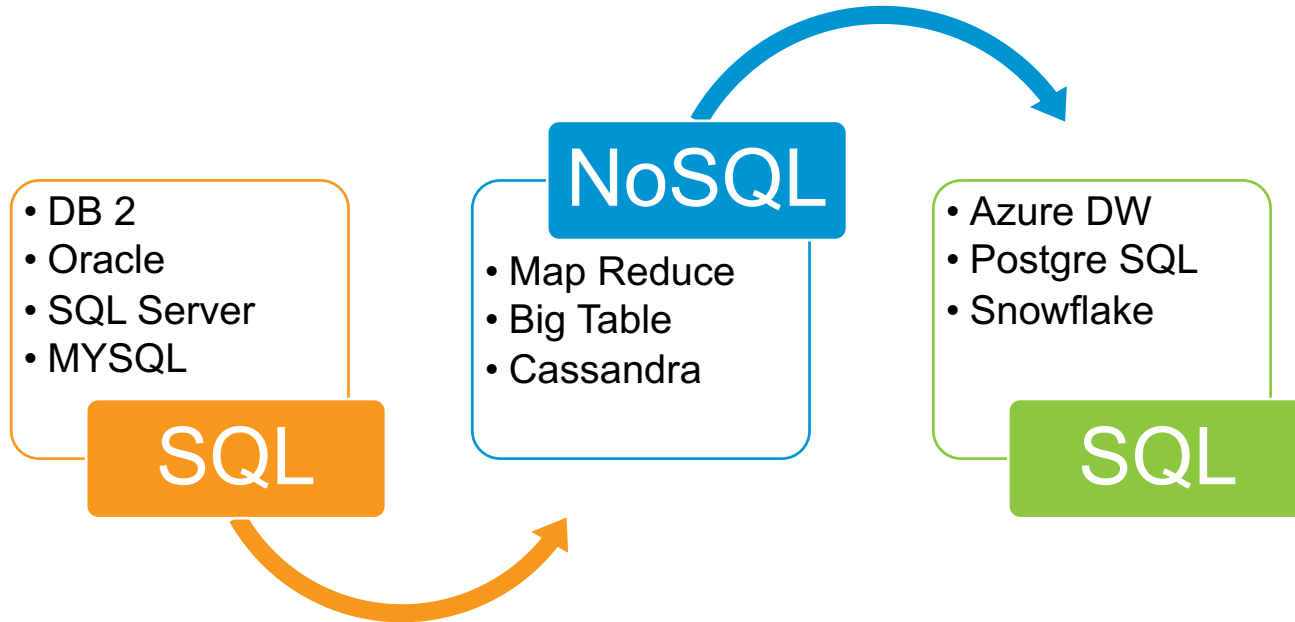 • DB 2
• Oracle
• SQL Server
• MYSQL
SQL
NoSQL
• Map Reduce
• Big Table
• Cassandra
• Azure DW
• Postgre SQL
• Snowflake
SQL